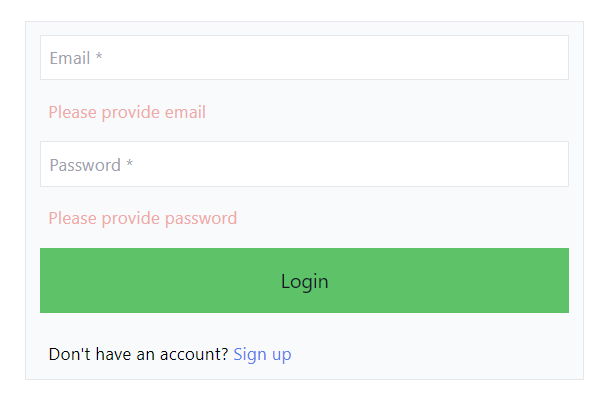 Email *
Please provide email
Password *
Please provide password
Login
Don't have an account? Sign up